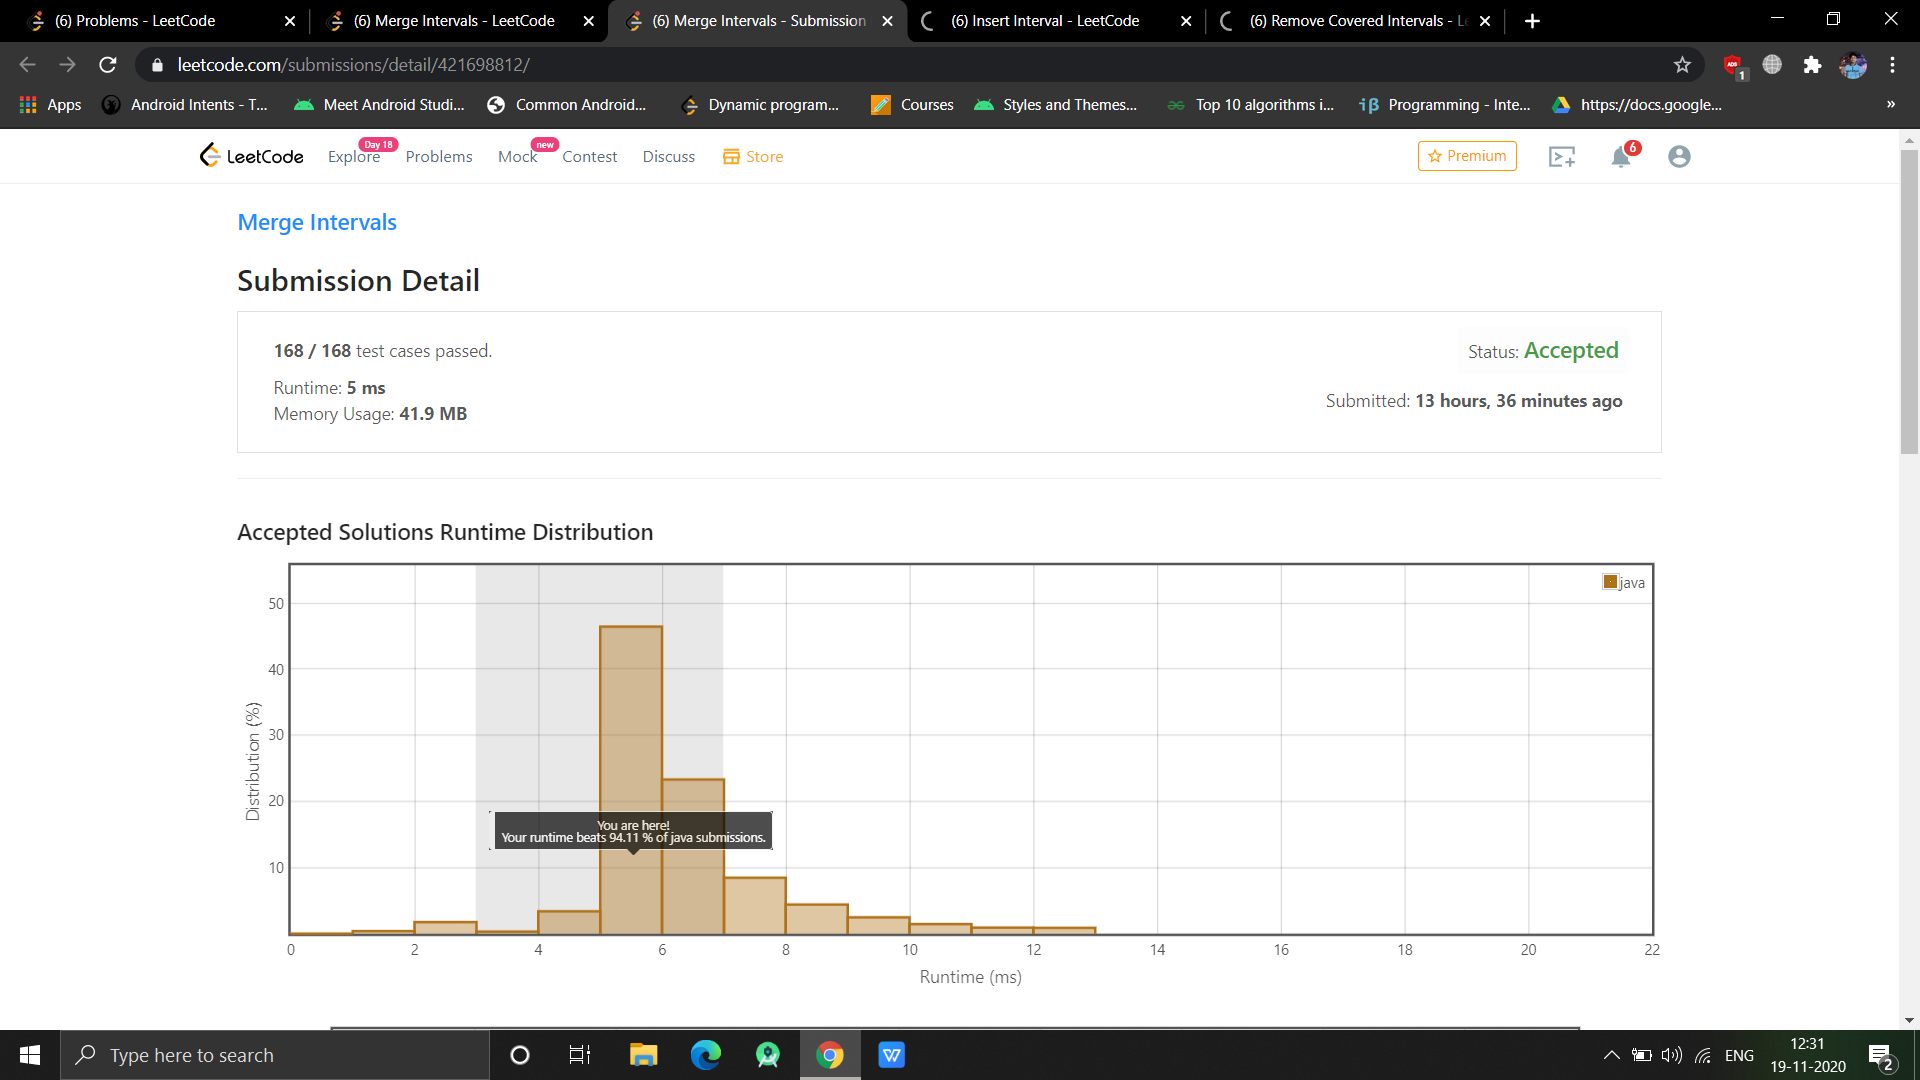 (6) Problems - LeetCode
(6) Merge Intervals - LeetCode
(6) Merge Intervals - Submission
(6) Insert Interval - LeetCode
(6) Remove Covered Intervals - Le
leetcode.com/submissions/detail/421698812/
ADS
1
Apps
Android Intents - T...
Meet Android Studi...
Common Android...
Dynamic program...
Courses
Styles and Themes...
Top 10 algorithms i...
Programming - Inte...
https://docs.google...
»
LeetCode
Explore
Day 18
Problems
Mock
new
Contest
Discuss
Store
Premium
6
Merge Intervals
Submission Detail
168 / 168 test cases passed.
Status: Accepted
Runtime: 5 ms
Memory Usage: 41.9 MB
Submitted: 13 hours, 36 minutes ago
Accepted Solutions Runtime Distribution
java
50
40
30
20
10
Distribution (%)
You are here!
Your runtime beats 94.11 % of java submissions.
0 2 4 6 8 10 12 14 16 18 20 22
Runtime (ms)
Type here to search
W
ENG
12:31
19-11-2020
2